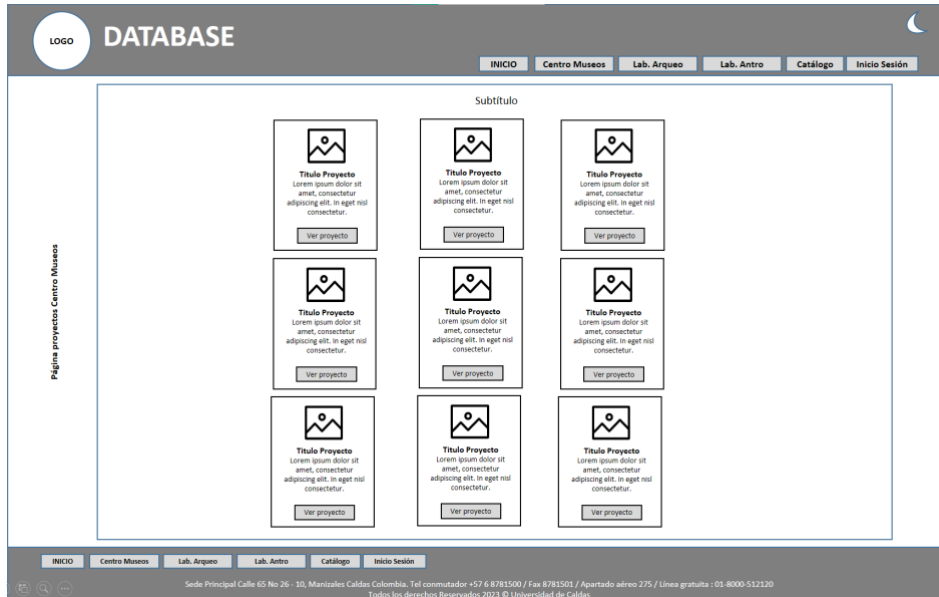 LOGO
DATABASE
INICIO
Centro Museos
Lab. Arqueo
Lab. Antro
Catálogo
Inicio Sesión
Página proyectos Centro Museos
Subtítulo
Titulo Proyecto
Lorem ipsum dolor sit
amet, consectetur
adipiscing elit. In eget nisl
consectetur.
Ver proyecto
Titulo Proyecto
Lorem ipsum dolor sit
amet, consectetur
adipiscing elit. In eget nisl
consectetur.
Ver proyecto
Titulo Proyecto
Lorem ipsum dolor sit
amet, consectetur
adipiscing elit. In eget nisl
consectetur.
Ver proyecto
Titulo Proyecto
Lorem ipsum dolor sit
amet, consectetur
adipiscing elit. In eget nisl
consectetur.
Ver proyecto
Titulo Proyecto
Lorem ipsum dolor sit
amet, consectetur
adipiscing elit. In eget nisl
consectetur.
Ver proyecto
Titulo Proyecto
Lorem ipsum dolor sit
amet, consectetur
adipiscing elit. In eget nisl
consectetur.
Ver proyecto
Titulo Proyecto
Lorem ipsum dolor sit
amet, consectetur
adipiscing elit. In eget nisl
consectetur.
Ver proyecto
Titulo Proyecto
Lorem ipsum dolor sit
amet, consectetur
adipiscing elit. In eget nisl
consectetur.
Ver proyecto
Titulo Proyecto
Lorem ipsum dolor sit
amet, consectetur
adipiscing elit. In eget nisl
consectetur.
Ver proyecto
INICIO
Centro Museos
Lab. Arqueo
Lab. Antro
Catálogo
Inicio Sesión
Sede Principal Calle 65 No 26 - 10, Manizales Caldas Colombia. Tel conmutador +57 6 8781500 / Fax 8781501 / Apartado aéreo 275 / Línea gratuita : 01-8000-512120
Todos los derechos Reservados 2023 © Universidad de Caldas